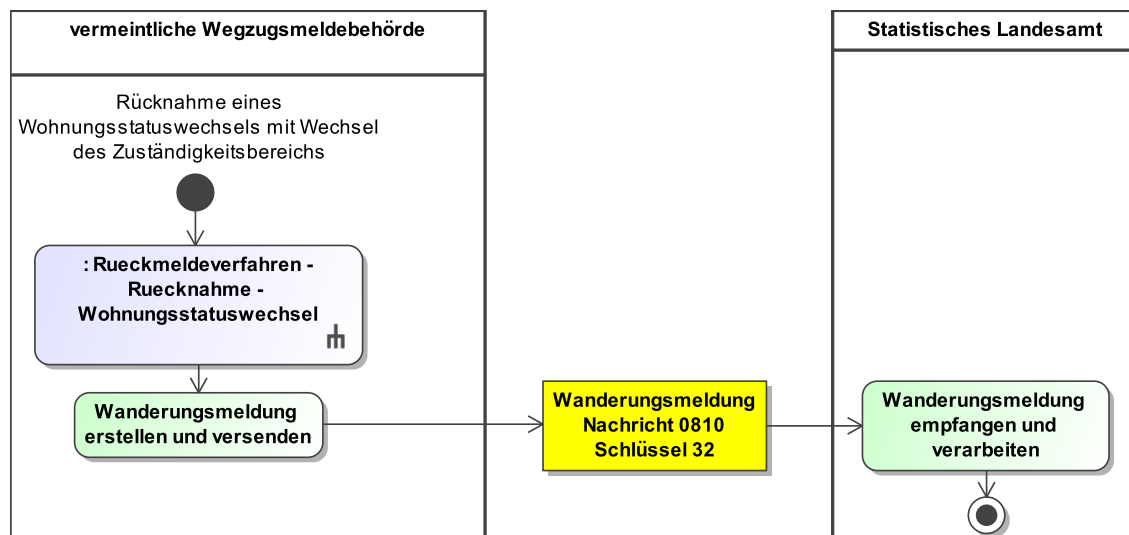 vermeintliche Wegzugsmeldebehörde
Statistisches Landesamt
Rücknahme eines
Wohnungsstatuswechsels mit Wechsel
des Zuständigkeitsbereichs
: Rueckmeldeverfahren -
Ruecknahme -
Wohnungsstatuswechsel
Wanderungsmeldung
erstellen und versenden
Wanderungsmeldung
Nachricht 0810
Schlüssel 32
Wanderungsmeldung
empfangen und
verarbeiten